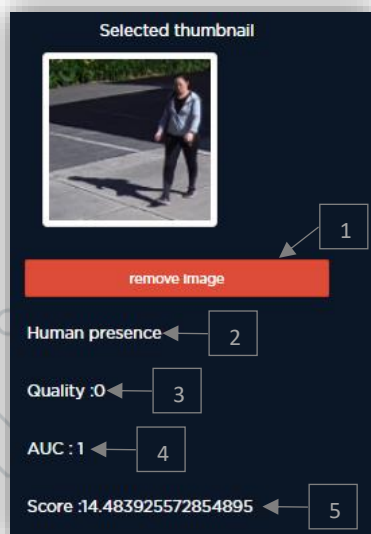 Selected thumbnail
1
remove Image
Human presence
2
Quality :0
3
AUC : 1
4
Score :14.483925572854895
5